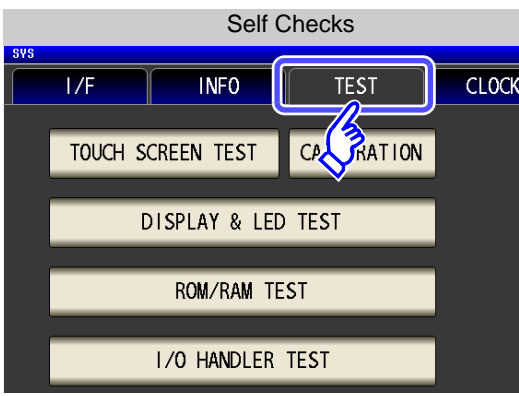 Self Checks
SYS
I/F INFO TEST CLOCK
TOUCH SCREEN TEST
DISPLAY & LED TEST
ROM/RAM TEST
I/O HANDLER TEST